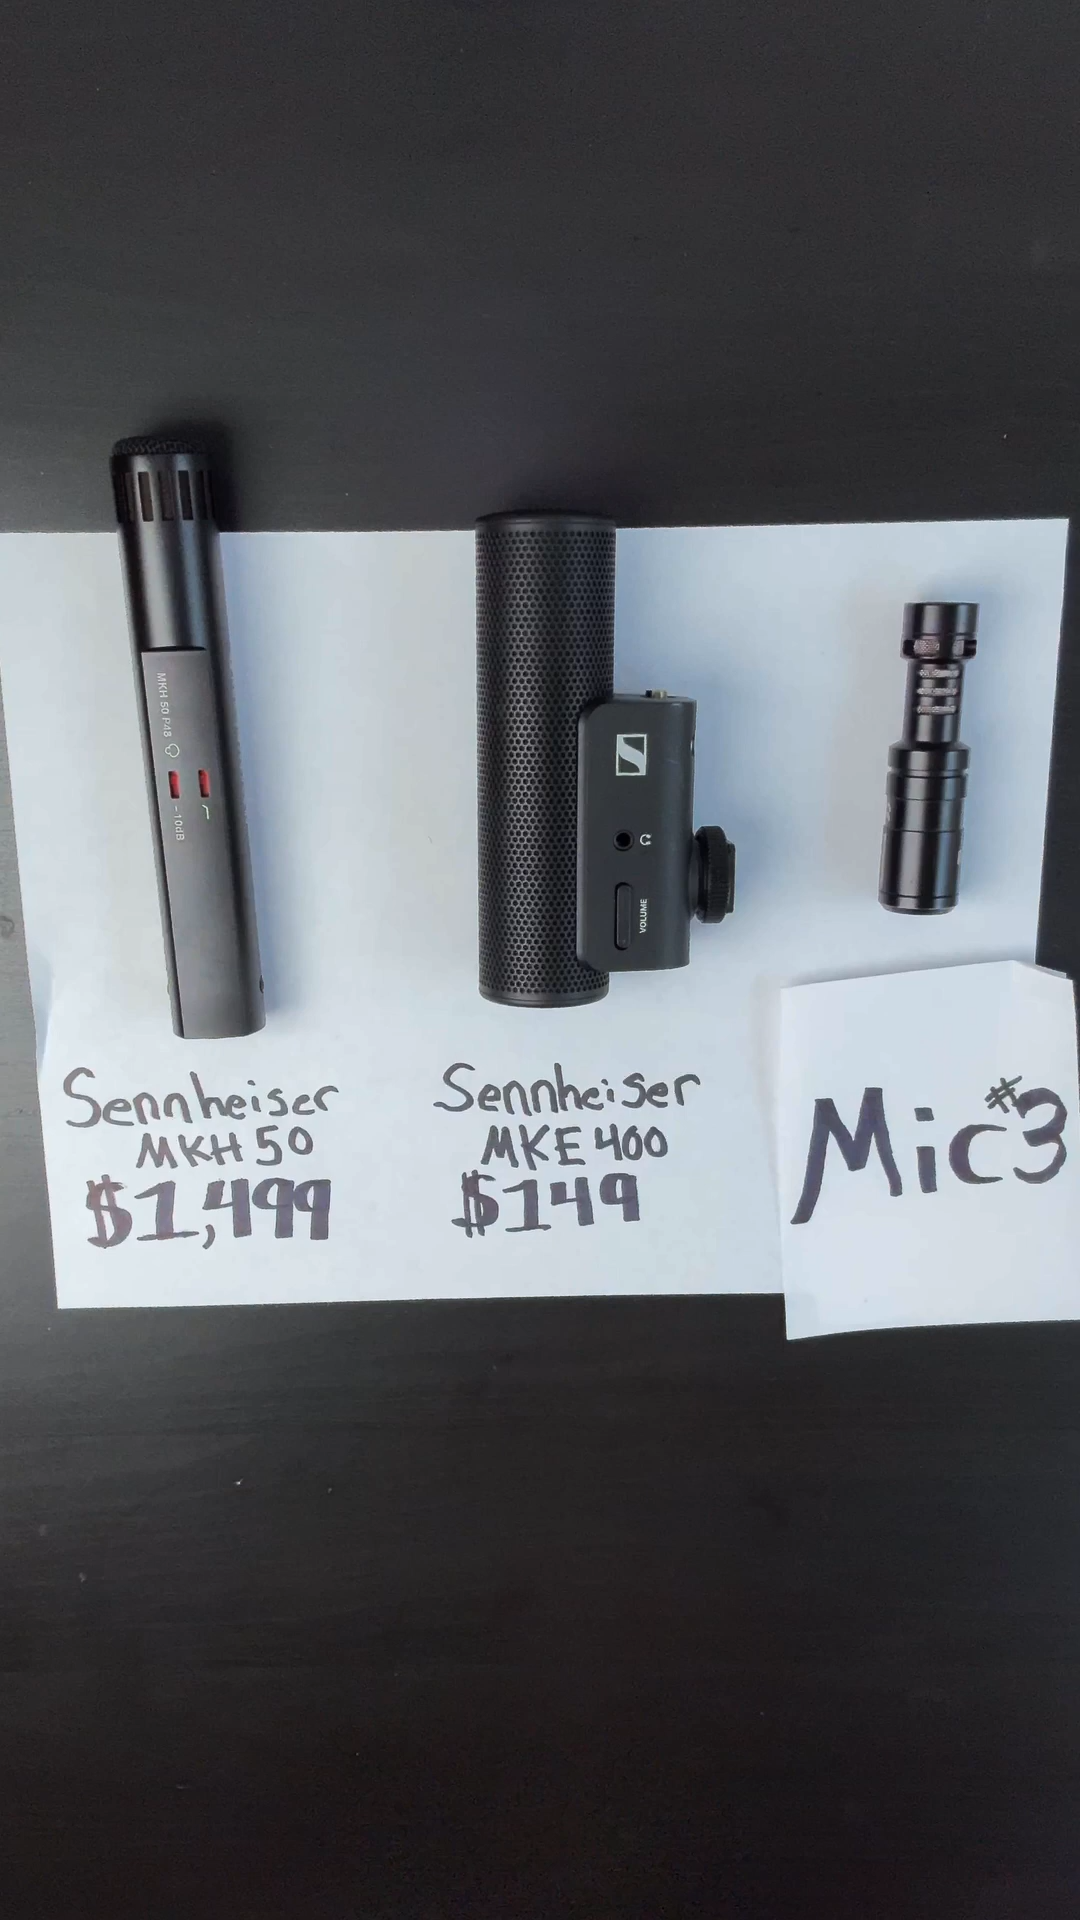 MKH 50 P48
-10dB
VOLUME
Sennheiser
MKH 50
$1,499
Sennheiser
MKE 400
$149
Mic #3